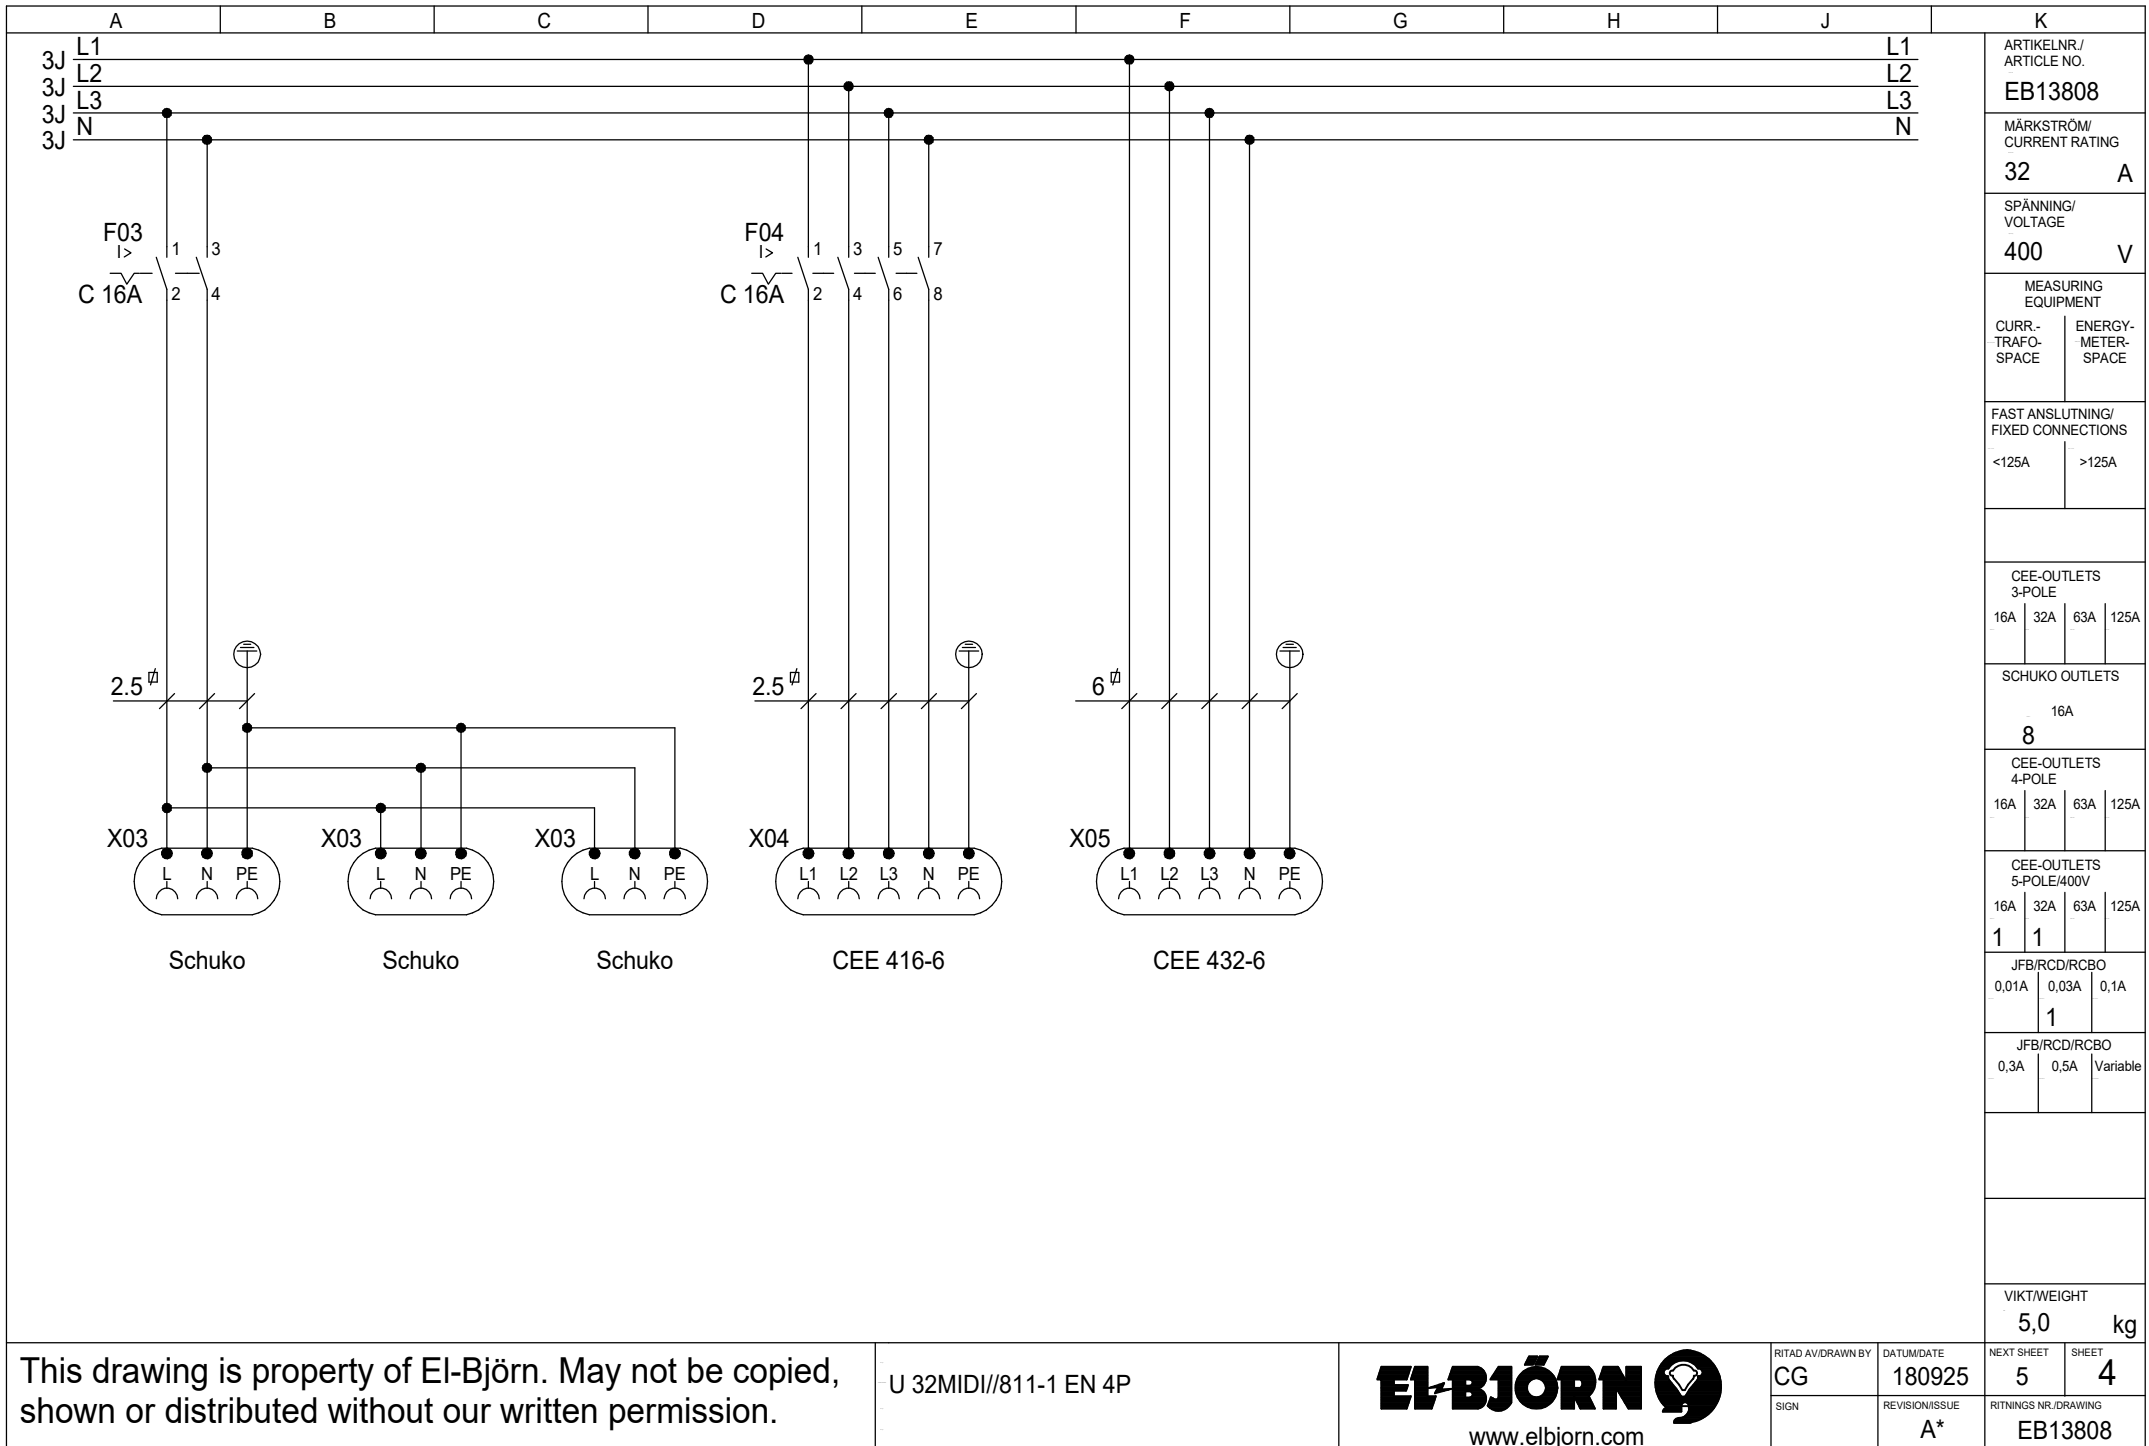 A B C D E F G H J K
3J L1 L1
3J L2 L2
3J L3 L3
3J N N
F03
I>
1 3
C 16A
2 4
F04
I>
1 3 5 7
C 16A
2 4 6 8
2.5
2.5
6
X03
L N PE
Schuko
X03
L N PE
Schuko
X03
L N PE
Schuko
X04
L1 L2 L3 N PE
CEE 416-6
X05
L1 L2 L3 N PE
CEE 432-6
ARTIKELNR./
ARTICLE NO.
EB13808
MÄRKSTRÖM/
CURRENT RATING
32 A
SPÄNNING/
VOLTAGE
400 V
MEASURING
EQUIPMENT
CURR.-
TRAFO-
SPACE
ENERGY-
METER-
SPACE
FAST ANSLUTNING/
FIXED CONNECTIONS
<125A >125A
CEE-OUTLETS
3-POLE
16A 32A 63A 125A
SCHUKO OUTLETS
16A
8
CEE-OUTLETS
4-POLE
16A 32A 63A 125A
CEE-OUTLETS
5-POLE/400V
16A 32A 63A 125A
1 1
JFB/RCD/RCBO
0,01A 0,03A 0,1A
1
JFB/RCD/RCBO
0,3A 0,5A Variable
VIKT/WEIGHT
5,0 kg
This drawing is property of El-Björn. May not be copied,
shown or distributed without our written permission.
U 32MIDI//811-1 EN 4P
EL-BJÖRN
www.elbjorn.com
RITAD AV/DRAWN BY
CG
SIGN
DATUM/DATE
180925
REVISION/ISSUE
A*
NEXT SHEET
5
SHEET
4
RITNINGS NR./DRAWING
EB13808